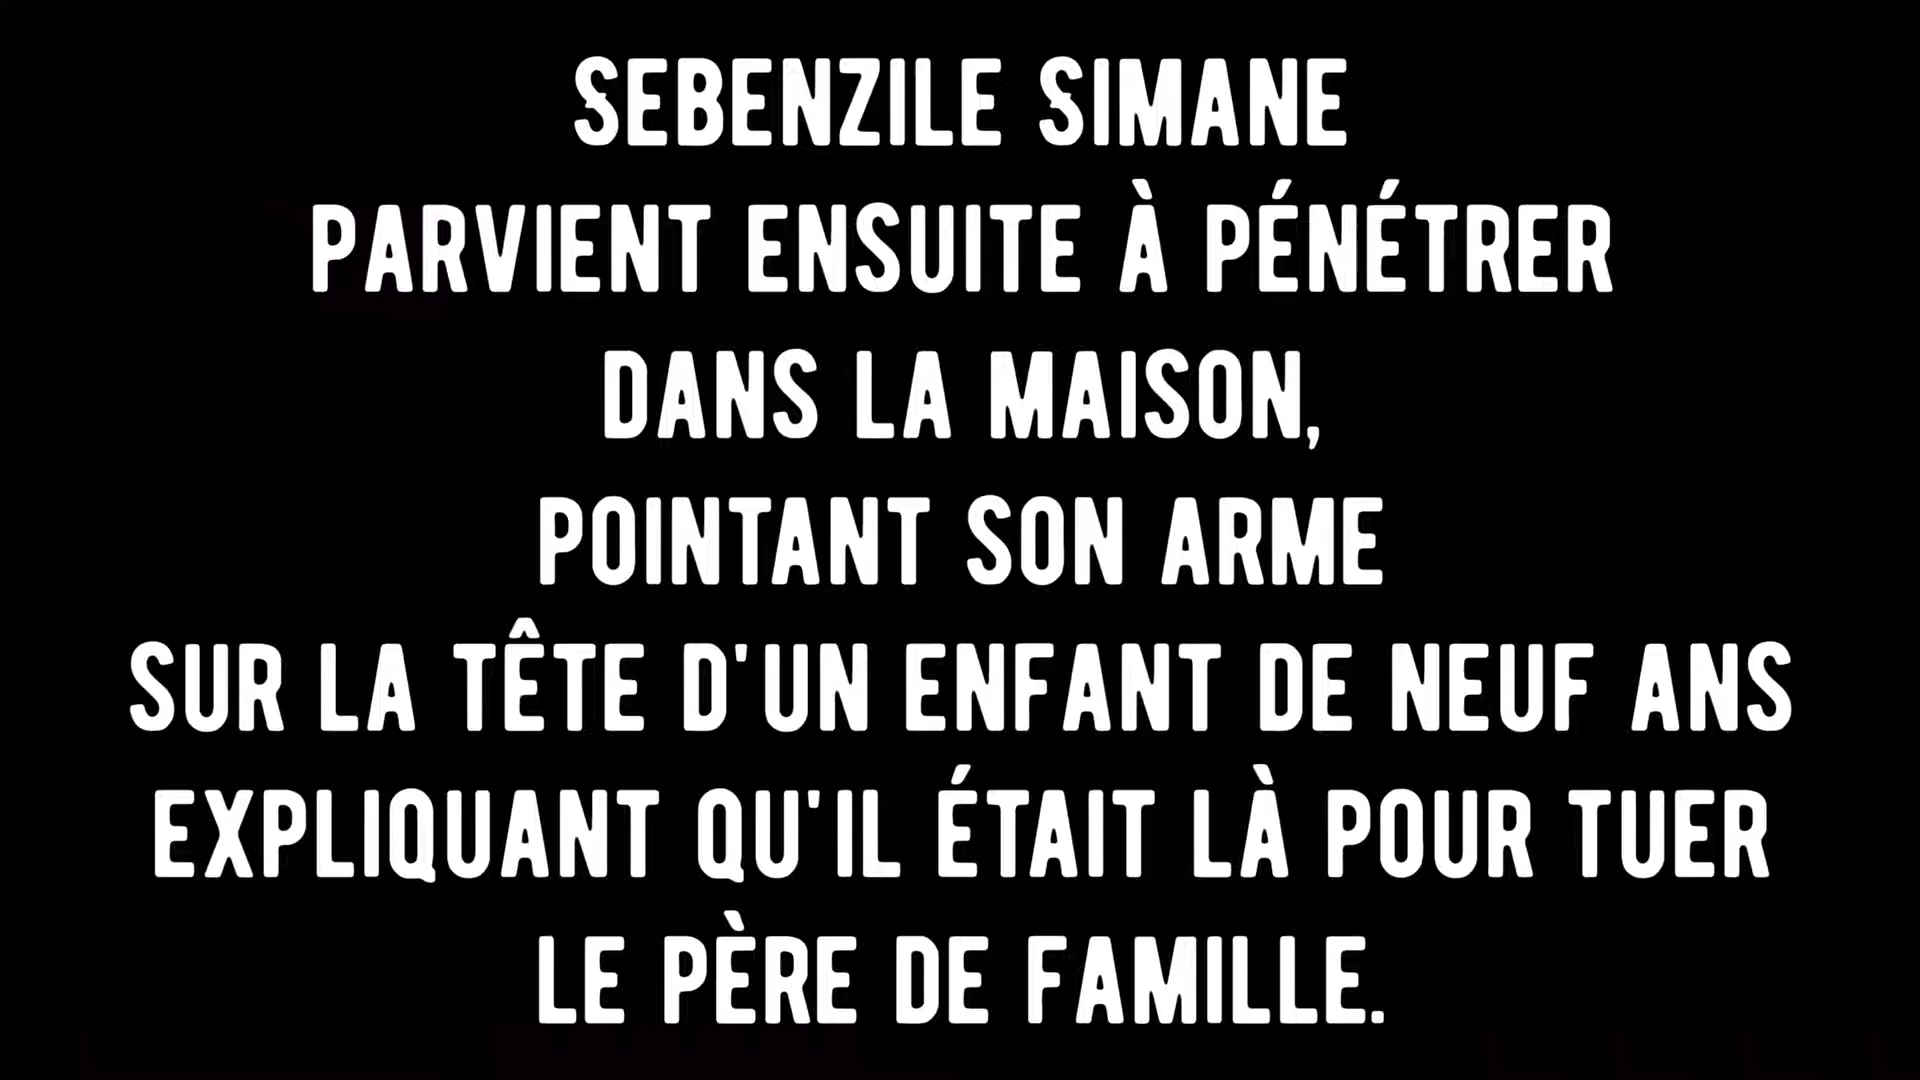 SEBENZILE SIMANE
PARVIENT ENSUITE À PÉNÉTRER
DANS LA MAISON,
POINTANT SON ARME
SUR LA TÊTE D'UN ENFANT DE NEUF ANS
EXPLIQUANT QU'IL ÉTAIT LÀ POUR TUER
LE PÈRE DE FAMILLE.